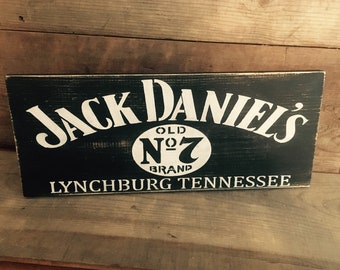 JACK DANIEL'S
OLD
Nº7
BRAND
LYNCHBURG TENNESSEE